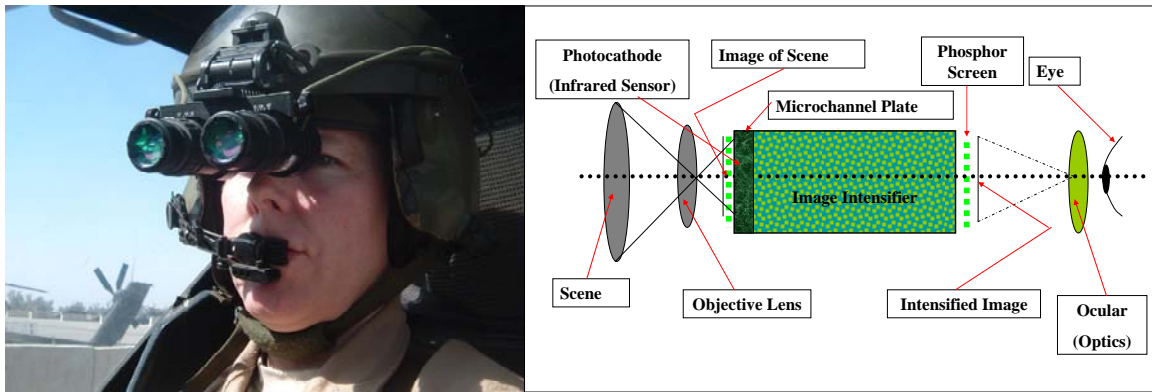 Photocathode
(Infrared Sensor)
Image of Scene
Microchannel Plate
Phosphor
Screen
Eye
Image Intensifier
Scene
Objective Lens
Intensified Image
Ocular
(Optics)